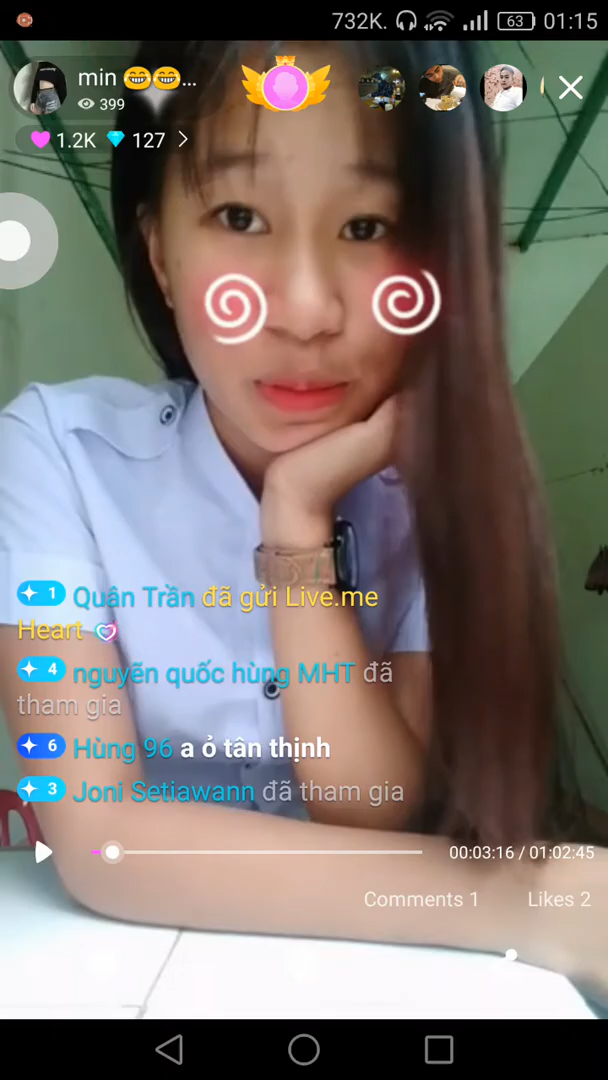 732K. 63 01:15
min 😁😁...
399
1.2K 127
1 Quân Trần đã gửi Live.me
Heart
4 nguyễn quốc hùng MHT đã
tham gia
6 Hùng 96 a ỏ tân thịnh
3 Joni Setiawann đã tham gia
00:03:16 / 01:02:45
Comments 1 Likes 2